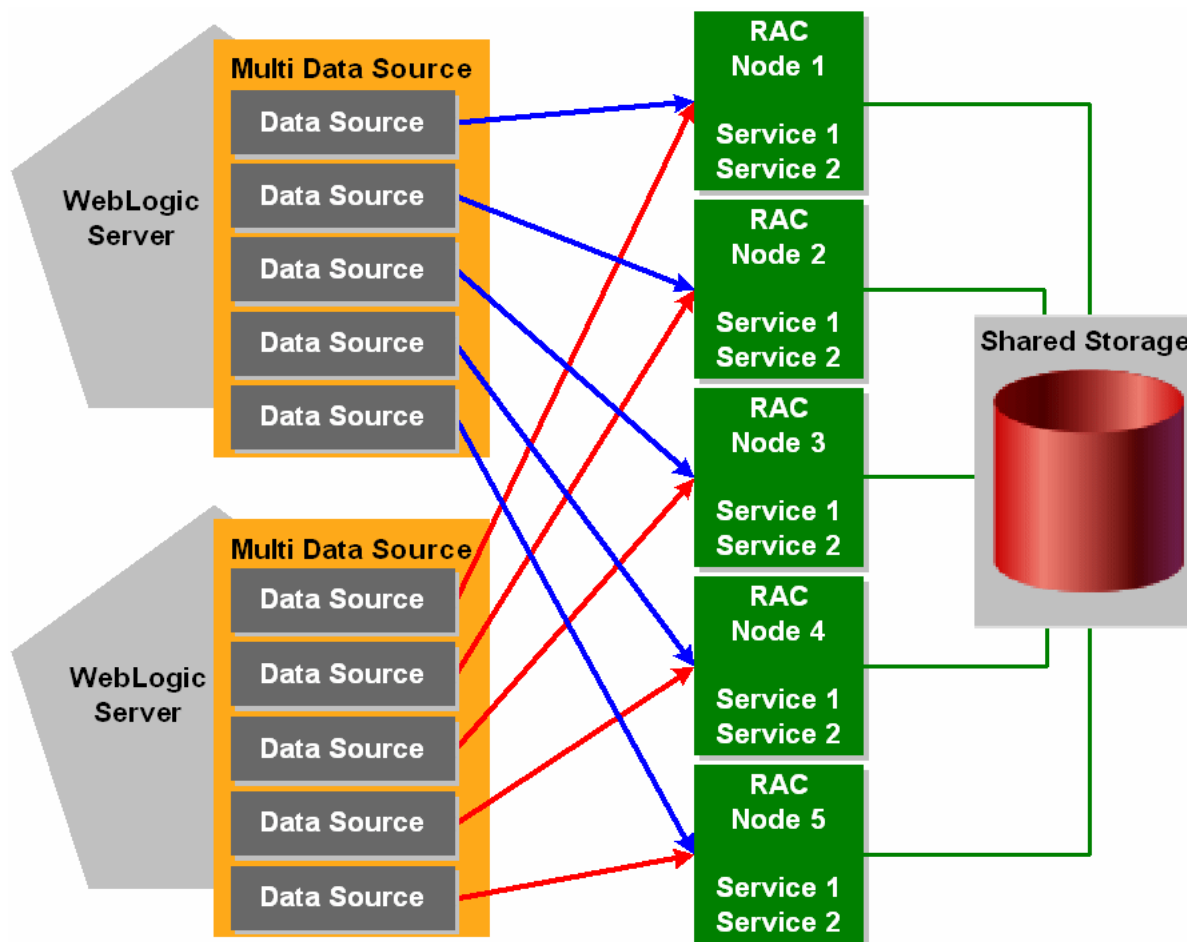 WebLogic
Server
Multi Data Source
Data Source
Data Source
Data Source
Data Source
Data Source
WebLogic
Server
Multi Data Source
Data Source
Data Source
Data Source
Data Source
Data Source
RAC
Node 1
Service 1
Service 2
RAC
Node 2
Service 1
Service 2
RAC
Node 3
Service 1
Service 2
RAC
Node 4
Service 1
Service 2
RAC
Node 5
Service 1
Service 2
Shared Storage